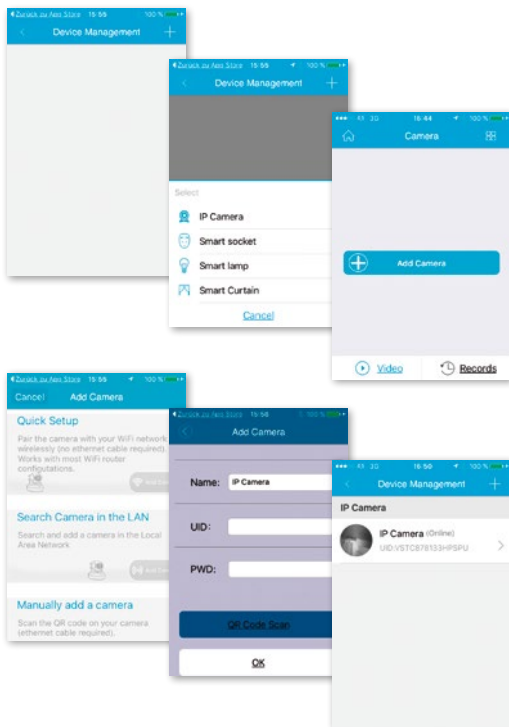 Zurück zu App Store 15:55 100 %
Device Management
Zurück zu App Store 15:55 100 %
Device Management
Select
IP Camera
Smart socket
Smart lamp
Smart Curtain
Cancel
3G 16:44 100 %
Camera
Add Camera
Video Records
Zurück zu App Store 15:55 100 %
Cancel Add Camera
Quick Setup
Pair the camera with your WiFi network
wirelessly (no ethernet cable required).
Works with most WiFi router
configutations.
Search Camera in the LAN
Search and add a camera in the Local
Area Network
Manually add a camera
Scan the QR code on your camera
(ethernet cable required).
Zurück zu App Store 15:56 100 %
Add Camera
Name: IP Camera
UID:
PWD:
QR Code Scan
OK
3G 16:50 100 %
Device Management
IP Camera
IP Camera (Online)
UID:VSTC678133HPSPU